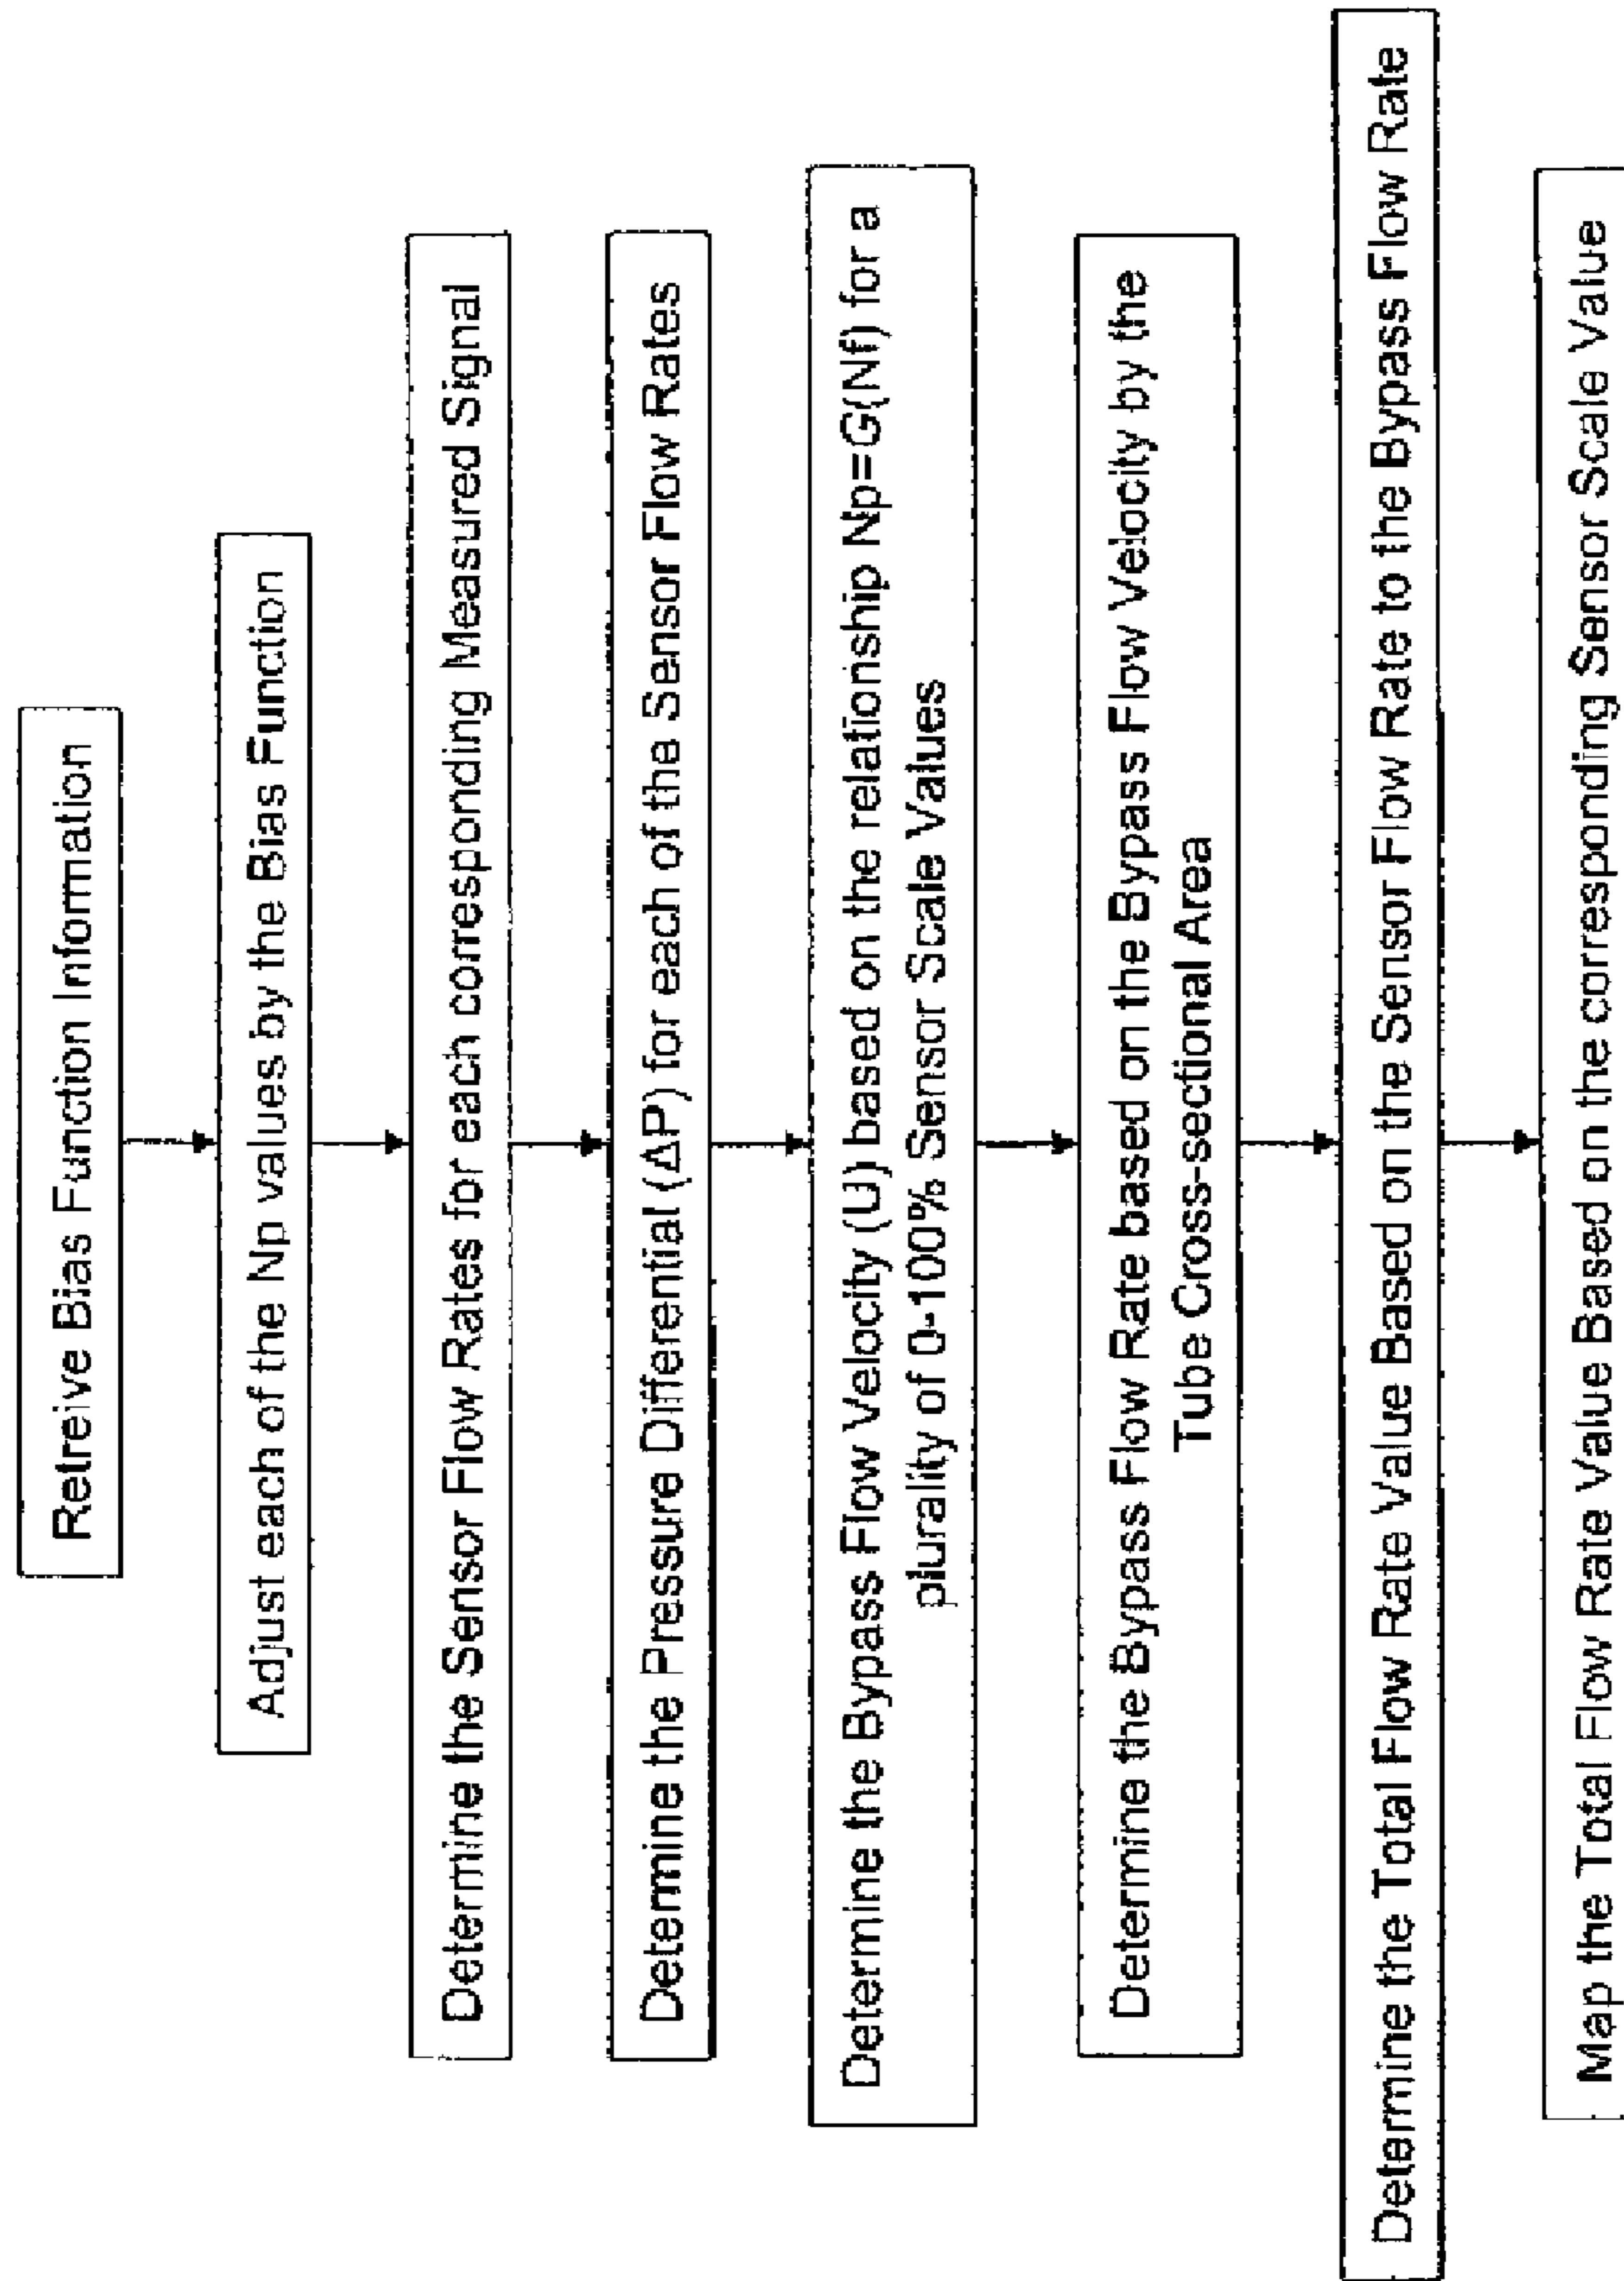 Retreive Bias Function Information
Adjust each of the Np values by the Bias Function
Determine the Sensor Flow Rates for each corresponding Measured Signal
Determine the Pressure Differential (ΔP) for each of the Sensor Flow Rates
Determine the Bypass Flow Velocity (U) based on the relationship Np=G(Nf) for a
plurality of 0-100% Sensor Scale Values
Determine the Bypass Flow Rate based on the Bypass Flow Velocity by the
Tube Cross-sectional Area
Determine the Total Flow Rate Value Based on the Sensor Flow Rate to the Bypass Flow Rate
Map the Total Flow Rate Value Based on the corresponding Sensor Scale Value